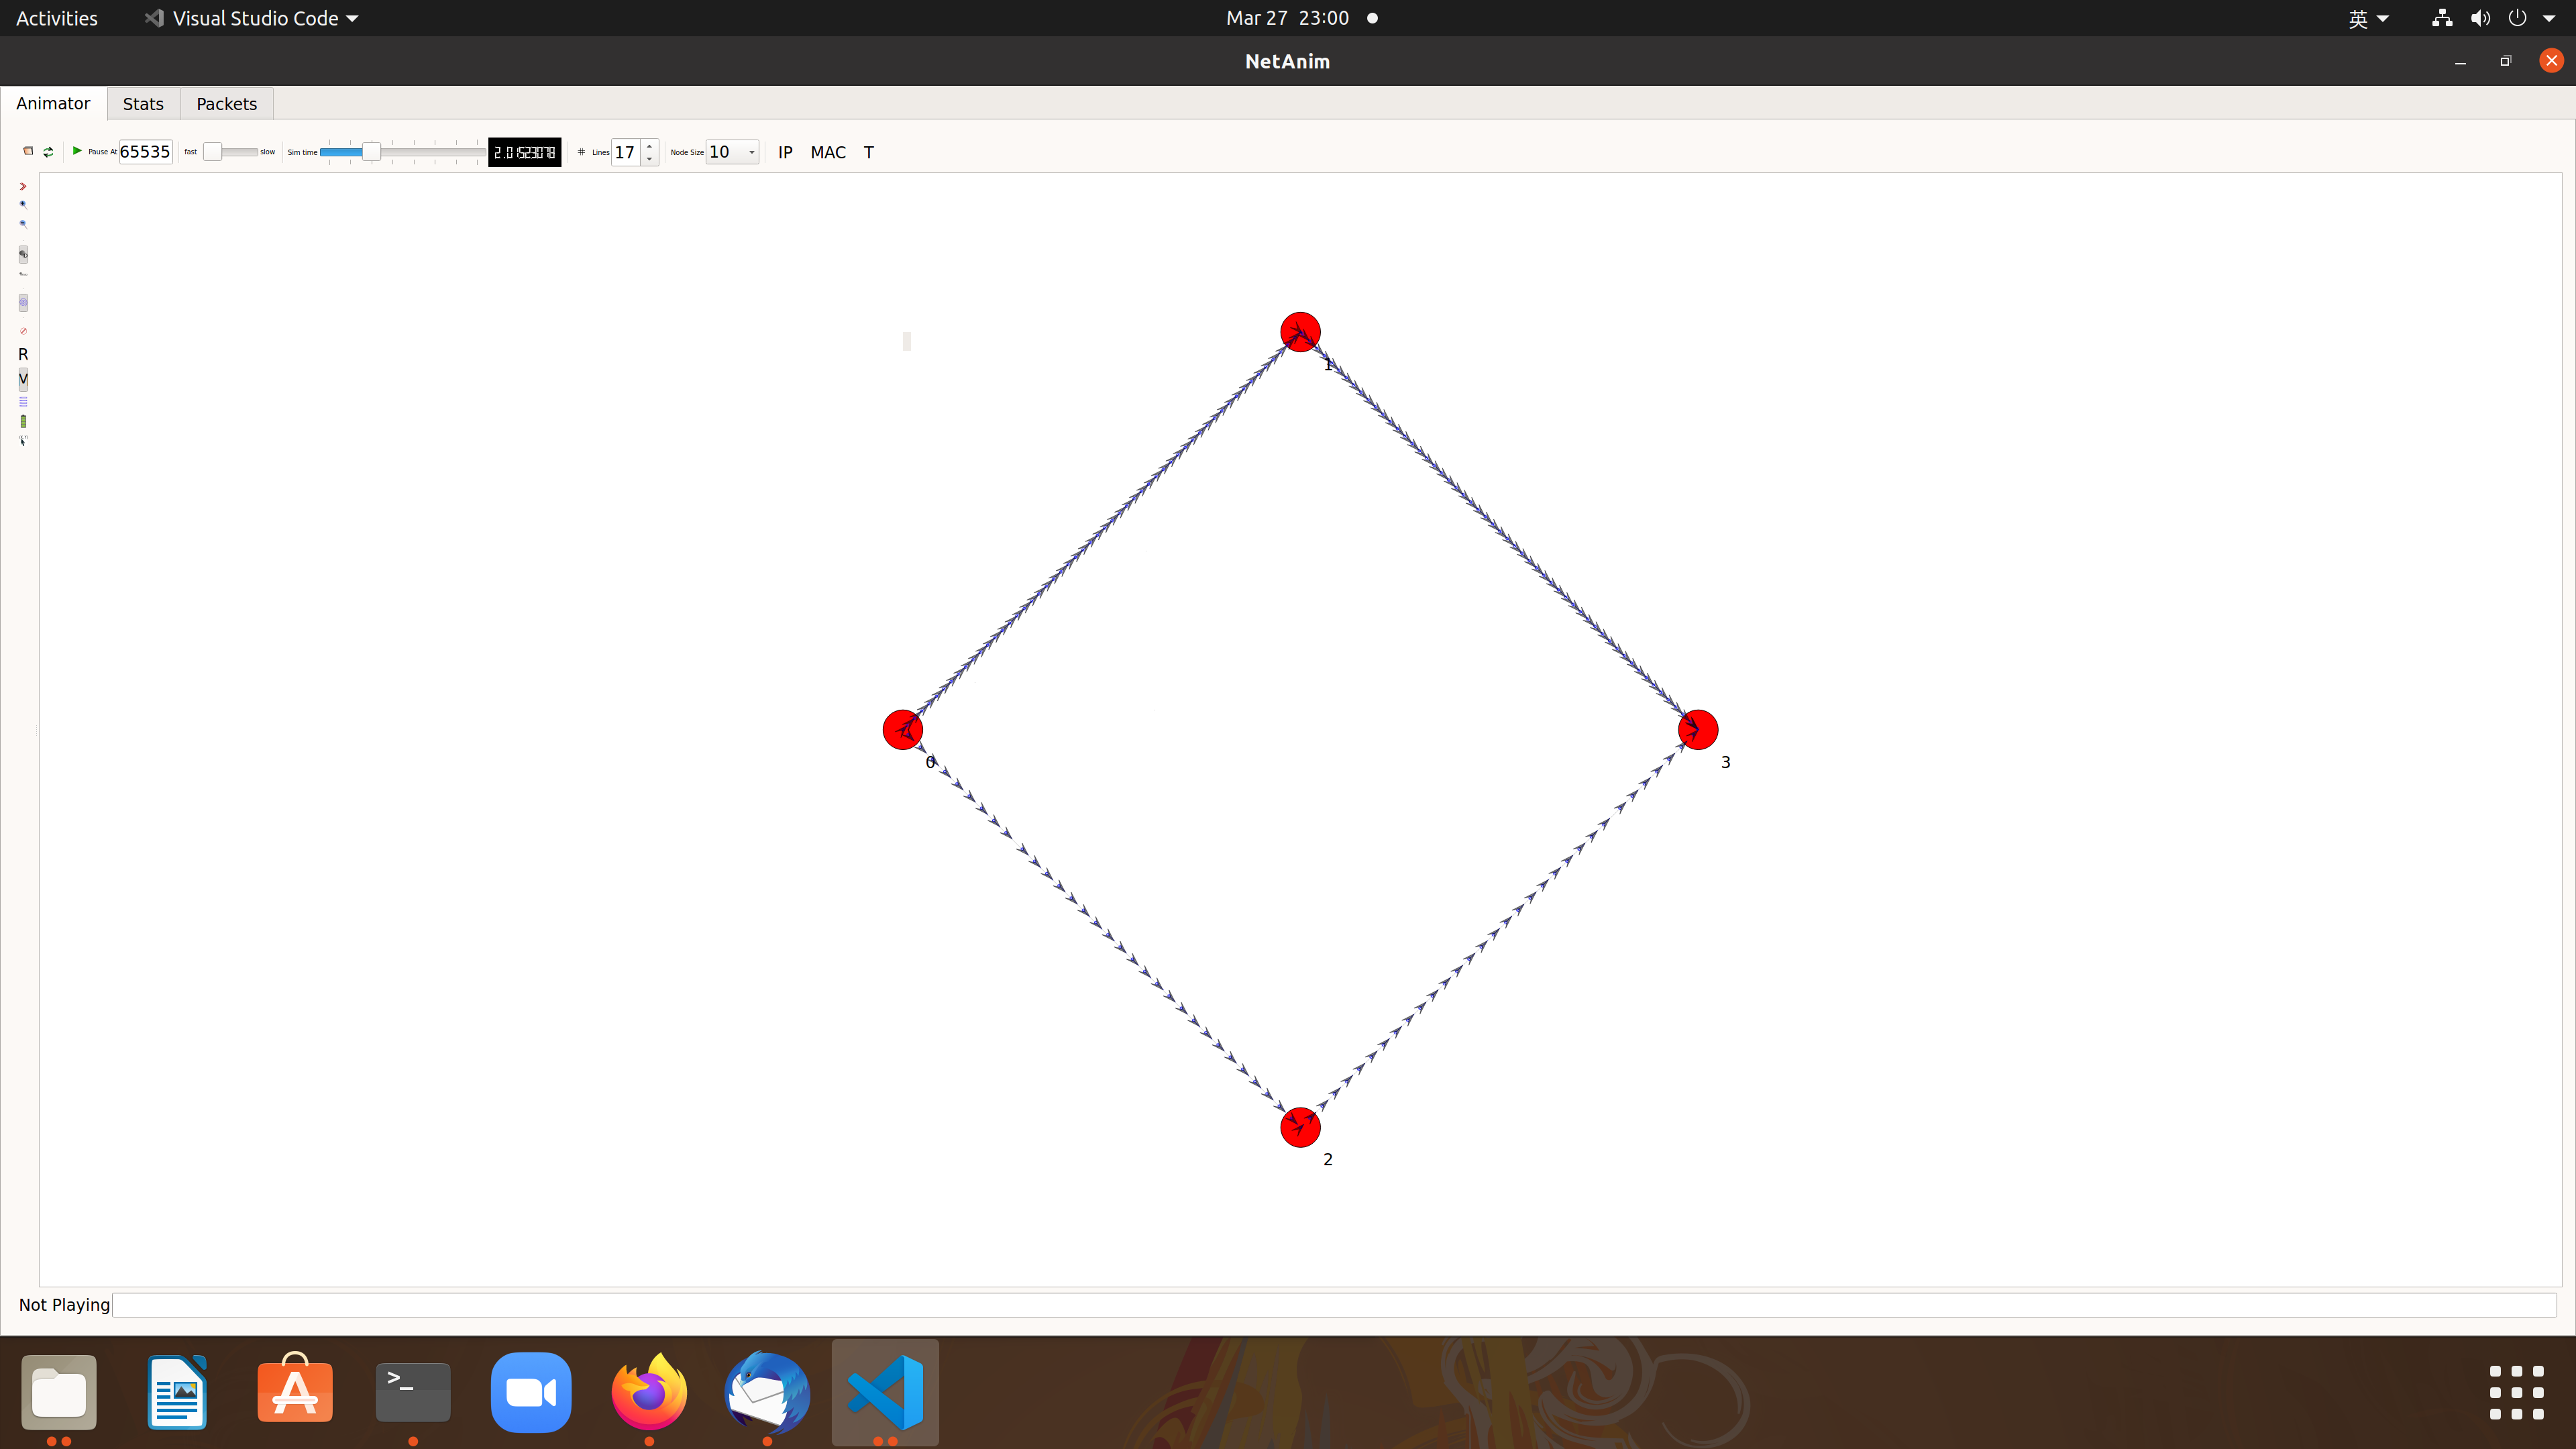 Activities Visual Studio Code Mar 27 23:00 英
NetAnim
Animator Stats Packets
Pause At 65535 fast slow Sim time 2.01523078 Lines 17 Node Size 10 IP MAC T
R
V
1
0
3
2
Not Playing